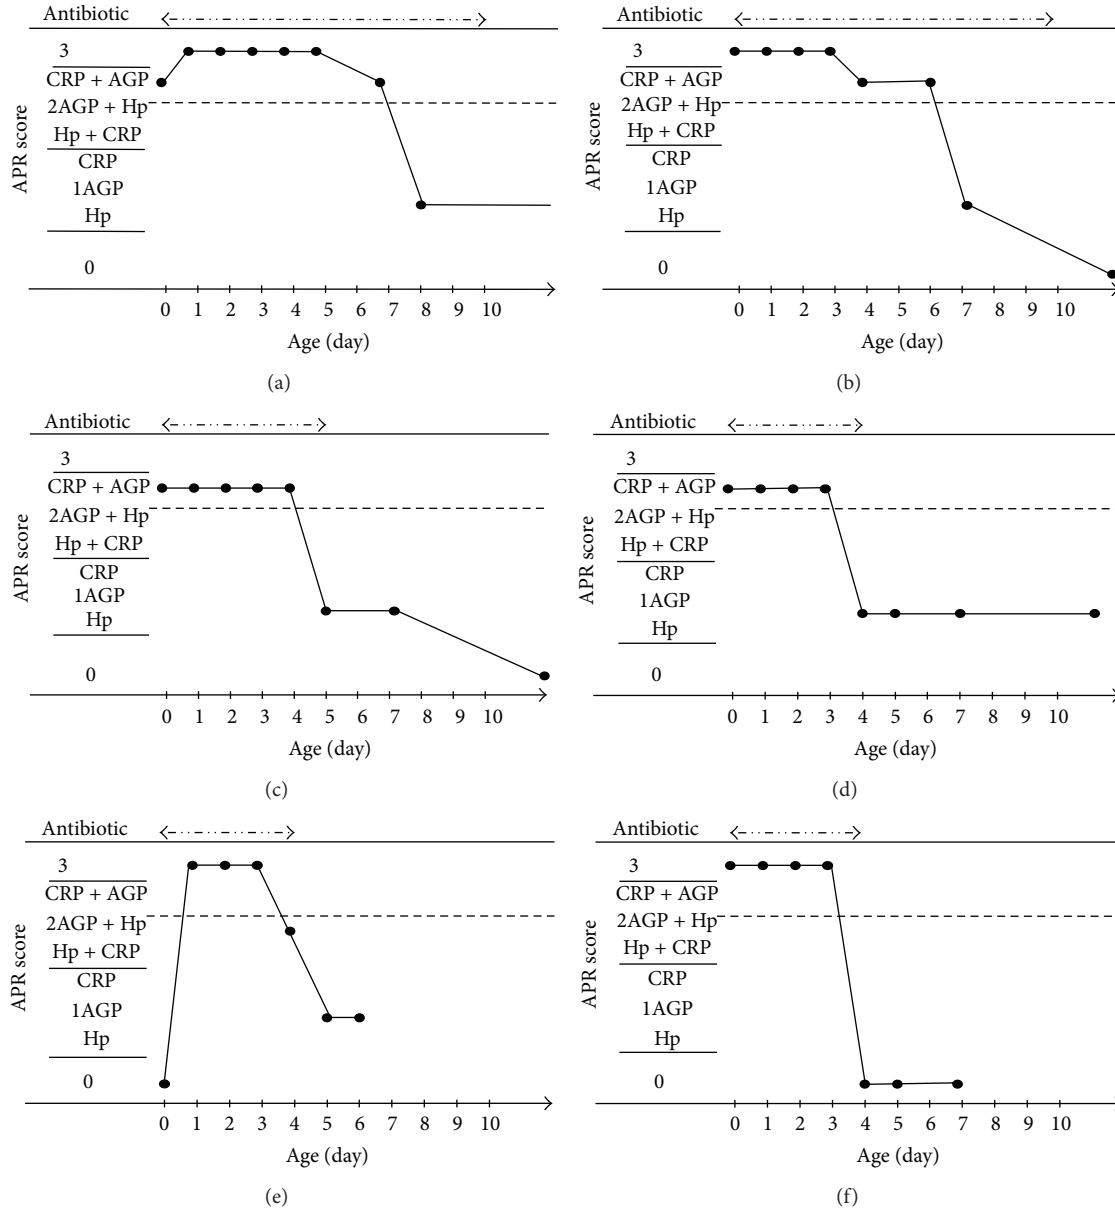 Antibiotic
APR score
3
CRP + AGP
2AGP + Hp
Hp + CRP
CRP
1AGP
Hp
0
0 1 2 3 4 5 6 7 8 9 10
Age (day)
(a)
Antibiotic
APR score
3
CRP + AGP
2AGP + Hp
Hp + CRP
CRP
1AGP
Hp
0
0 1 2 3 4 5 6 7 8 9 10
Age (day)
(b)
Antibiotic
APR score
3
CRP + AGP
2AGP + Hp
Hp + CRP
CRP
1AGP
Hp
0
0 1 2 3 4 5 6 7 8 9 10
Age (day)
(c)
Antibiotic
APR score
3
CRP + AGP
2AGP + Hp
Hp + CRP
CRP
1AGP
Hp
0
0 1 2 3 4 5 6 7 8 9 10
Age (day)
(d)
Antibiotic
APR score
3
CRP + AGP
2AGP + Hp
Hp + CRP
CRP
1AGP
Hp
0
0 1 2 3 4 5 6 7 8 9 10
Age (day)
(e)
Antibiotic
APR score
3
CRP + AGP
2AGP + Hp
Hp + CRP
CRP
1AGP
Hp
0
0 1 2 3 4 5 6 7 8 9 10
Age (day)
(f)